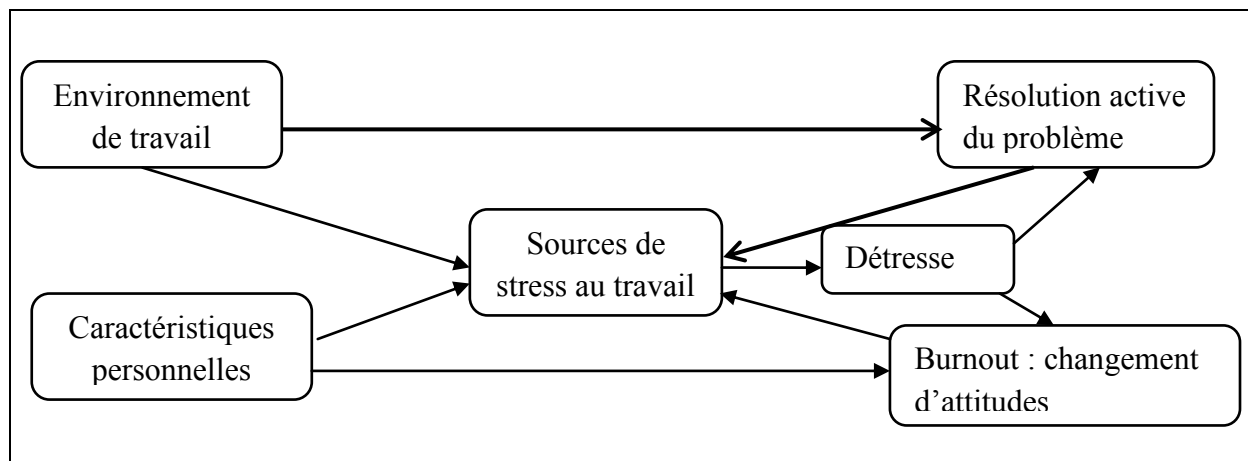 Environnement
de travail
Résolution active
du problème
Sources de
stress au travail
Détresse
Caractéristiques
personnelles
Burnout : changement
d’attitudes